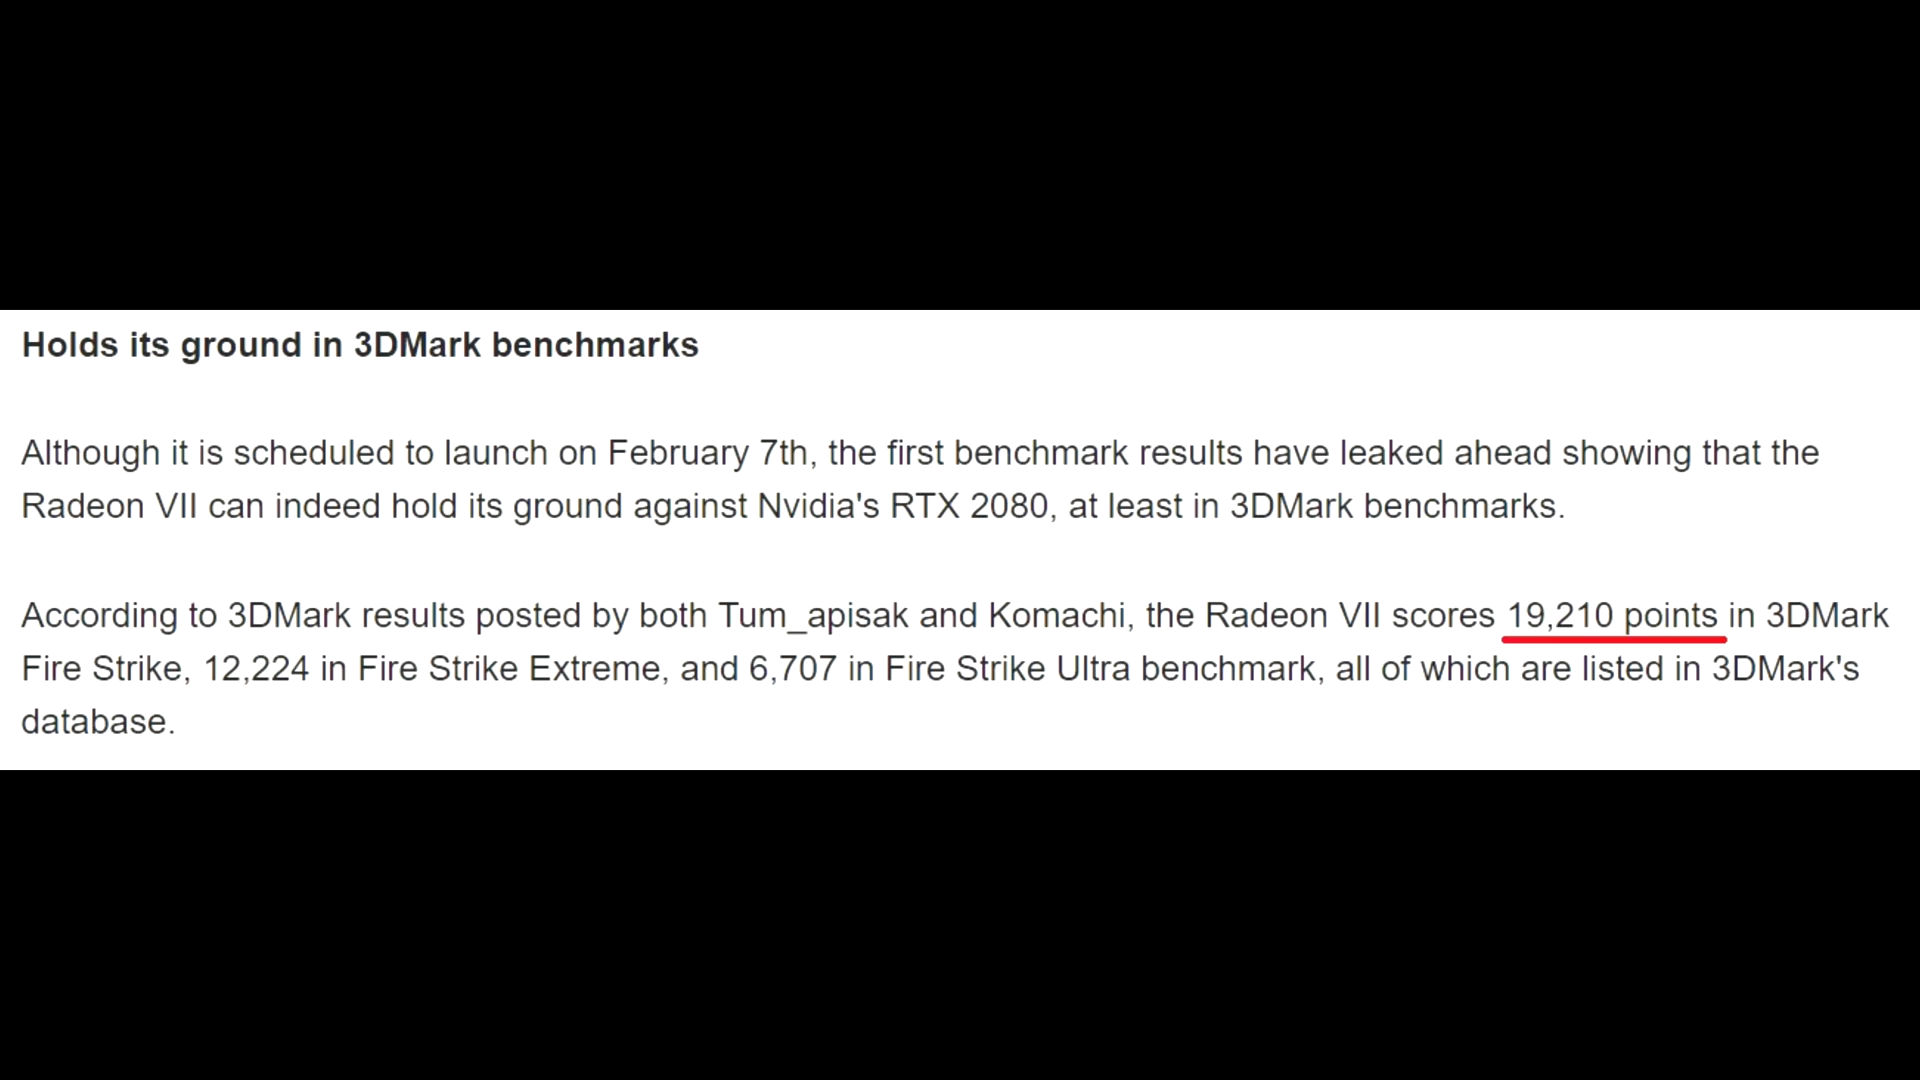 Holds its ground in 3DMark benchmarks
Although it is scheduled to launch on February 7th, the first benchmark results have leaked ahead showing that the
Radeon VII can indeed hold its ground against Nvidia's RTX 2080, at least in 3DMark benchmarks.
According to 3DMark results posted by both Tum_apisak and Komachi, the Radeon VII scores 19,210 points in 3DMark
Fire Strike, 12,224 in Fire Strike Extreme, and 6,707 in Fire Strike Ultra benchmark, all of which are listed in 3DMark's
database.